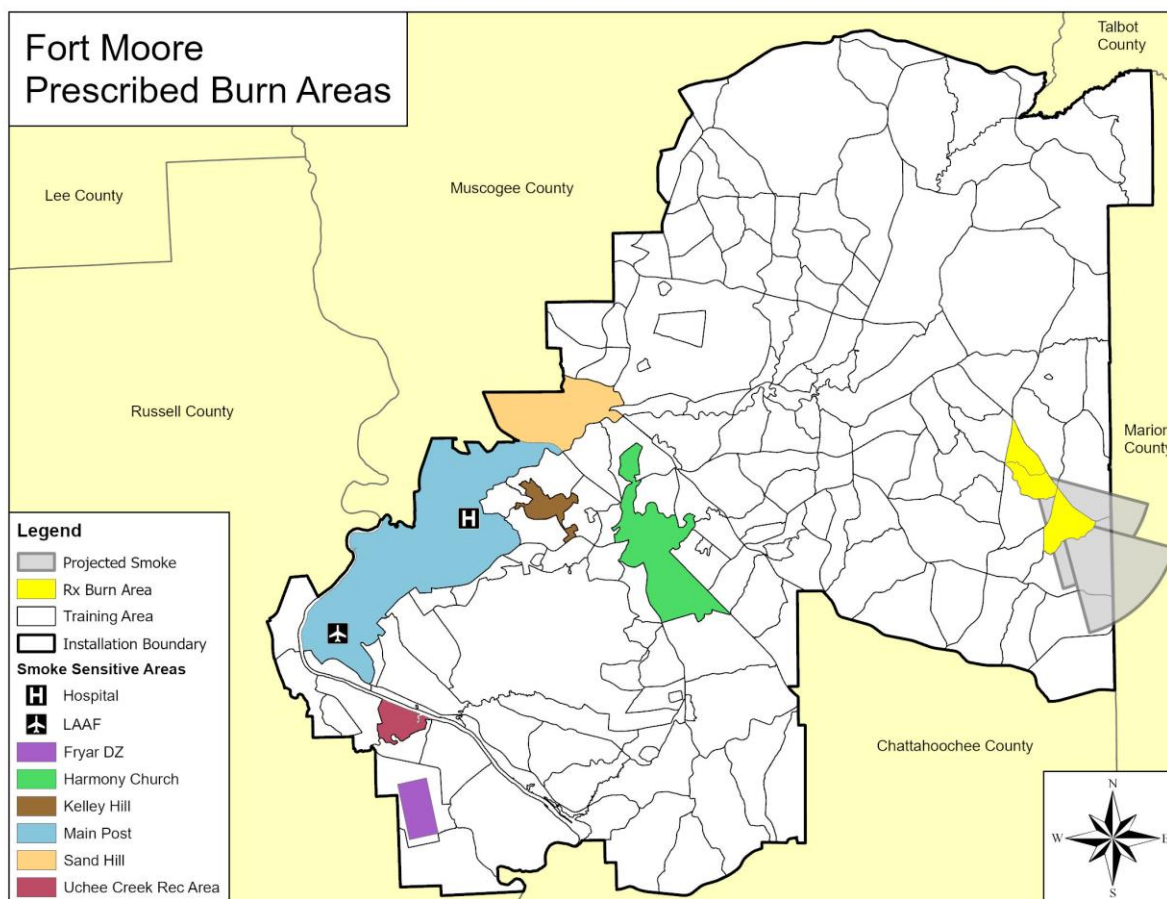 Fort Moore
Prescribed Burn Areas
Talbot
County
Lee County
Muscogee County
Russell County
Marion
County
Chattahoochee County
H
Legend
Projected Smoke
Rx Burn Area
Training Area
Installation Boundary
Smoke Sensitive Areas
H
Hospital
LAAF
Fryar DZ
Harmony Church
Kelley Hill
Main Post
Sand Hill
Uchee Creek Rec Area
N
W
E
S